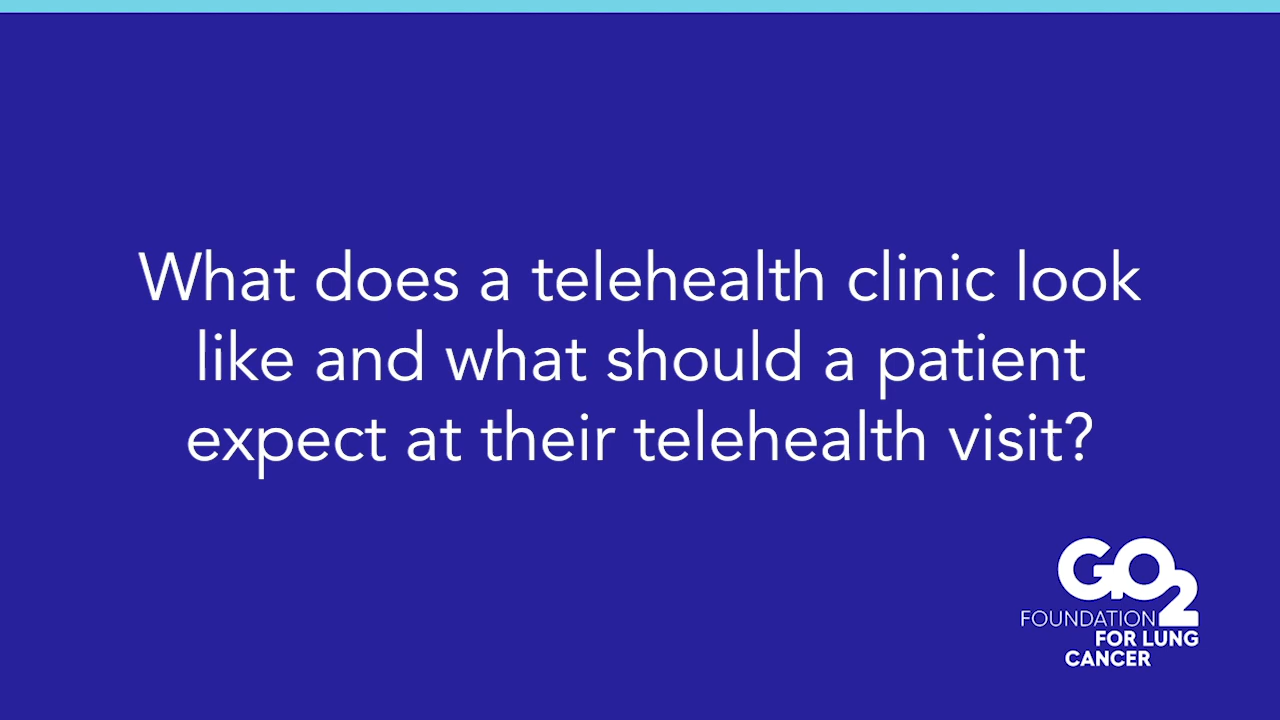 What does a telehealth clinic look
like and what should a patient
expect at their telehealth visit?
GO2
FOUNDATION
FOR LUNG
CANCER